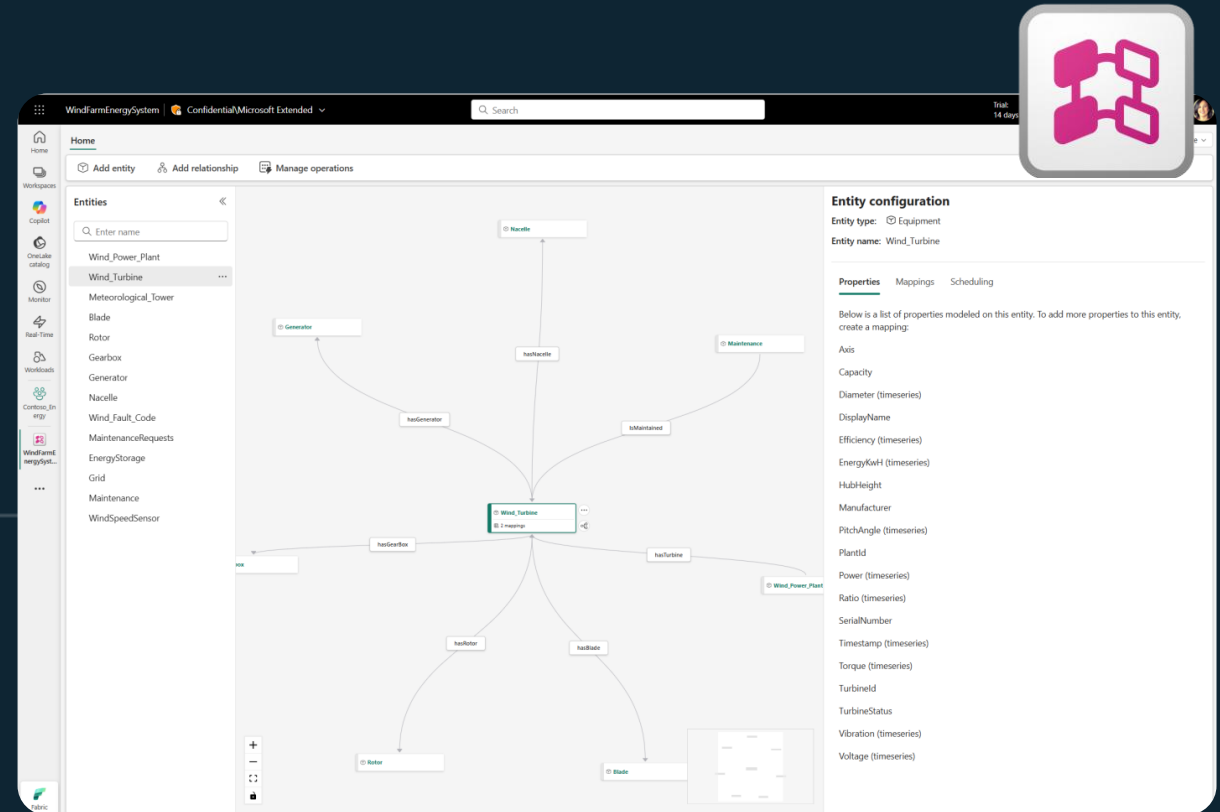 WindFarmEnergySystem
Confidential\Microsoft Extended
Search
Trial:
14 days
Home
Workspaces
Copilot
OneLake
catalog
Monitor
Real-Time
Workloads
Contoso_En
ergy
WindFarmE
nergySyst...
...
Fabric
Home
Add entity
Add relationship
Manage operations
Entities
Enter name
Wind_Power_Plant
Wind_Turbine
Meteorological_Tower
Blade
Rotor
Gearbox
Generator
Nacelle
Wind_Fault_Code
MaintenanceRequests
EnergyStorage
Grid
Maintenance
WindSpeedSensor
Nacelle
Generator
Maintenance
hasNacelle
hasGenerator
isMaintained
Wind_Turbine
2 mappings
hasGearBox
hasTurbine
ox
Wind_Power_Plant
hasRotor
hasBlade
Rotor
Blade
Entity configuration
Entity type: Equipment
Entity name: Wind_Turbine
Properties
Mappings
Scheduling
Below is a list of properties modeled on this entity. To add more properties to this entity,
create a mapping:
Axis
Capacity
Diameter (timeseries)
DisplayName
Efficiency (timeseries)
EnergyKwH (timeseries)
HubHeight
Manufacturer
PitchAngle (timeseries)
PlantId
Power (timeseries)
Ratio (timeseries)
SerialNumber
Timestamp (timeseries)
Torque (timeseries)
TurbineId
TurbineStatus
Vibration (timeseries)
Voltage (timeseries)